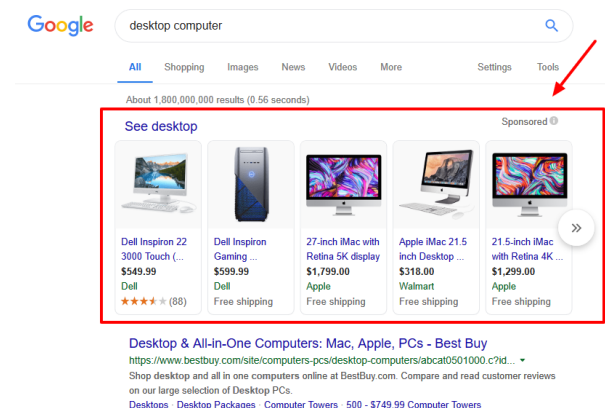 Google
desktop computer
All Shopping Images News Videos More Settings Tools
About 1,800,000,000 results (0.56 seconds)
See desktop Sponsored
Dell Inspiron 22 Dell Inspiron 27-inch iMac with Apple iMac 21.5 21.5-inch iMac
3000 Touch (... Gaming ... Retina 5K display inch Desktop ... with Retina 4K ...
$549.99 $599.99 $1,799.00 $318.00 $1,299.00
Dell Dell Apple Walmart Apple
(88) Free shipping Free shipping Free shipping Free shipping
Desktop & All-in-One Computers: Mac, Apple, PCs - Best Buy
https://www.bestbuy.com/site/computers-pcs/desktop-computers/abcat0501000.c?id...
Shop desktop and all in one computers online at BestBuy.com. Compare and read customer reviews
on our large selection of Desktop PCs.
Desktops · Desktop Packages · Computer Towers · 500 - $749.99 Computer Towers